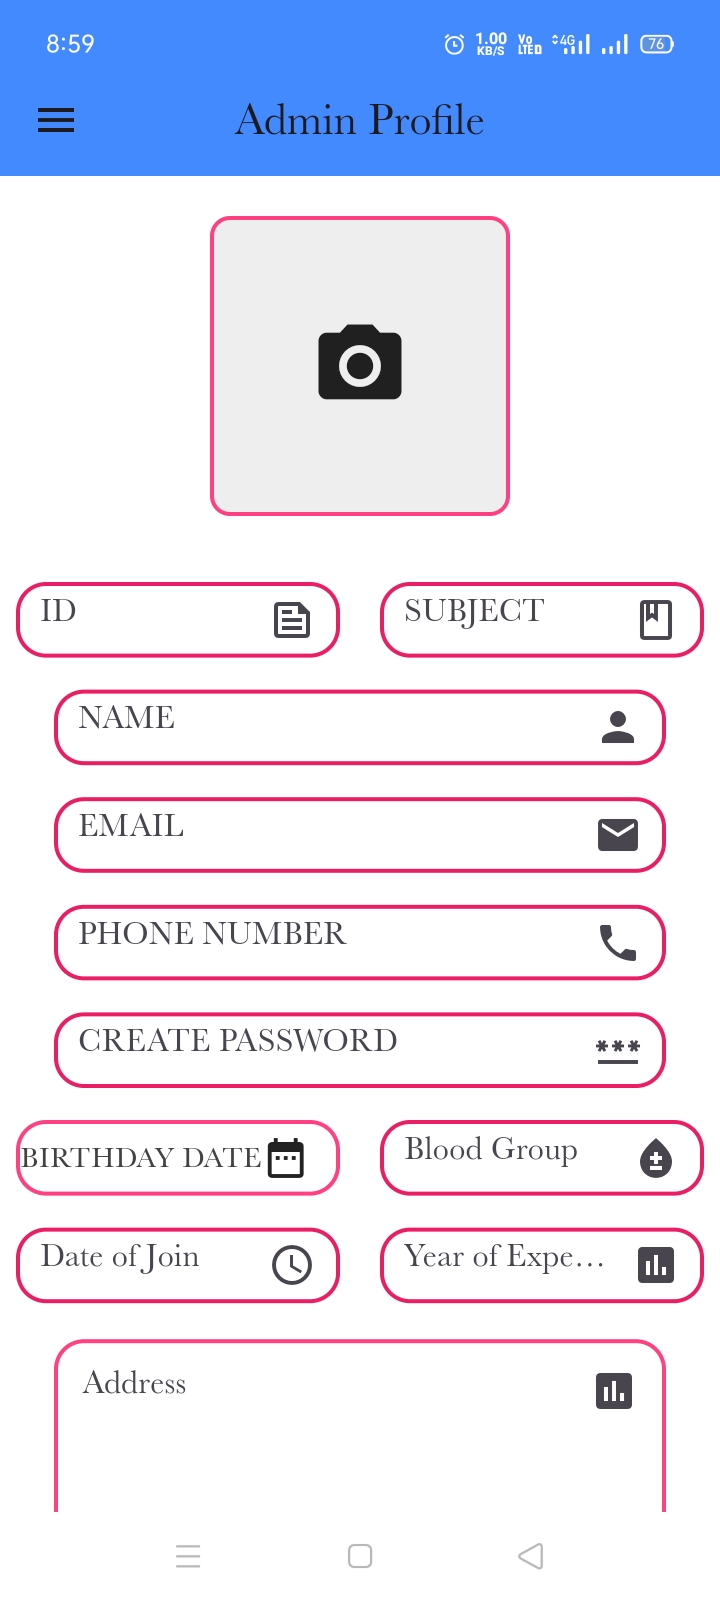 8:59 1.00 KB/S Vo LTE D 4G 76
Admin Profile
ID SUBJECT
NAME
EMAIL
PHONE NUMBER
CREATE PASSWORD
***
BIRTHDAY DATE Blood Group
Date of Join Year of Expe...
Address